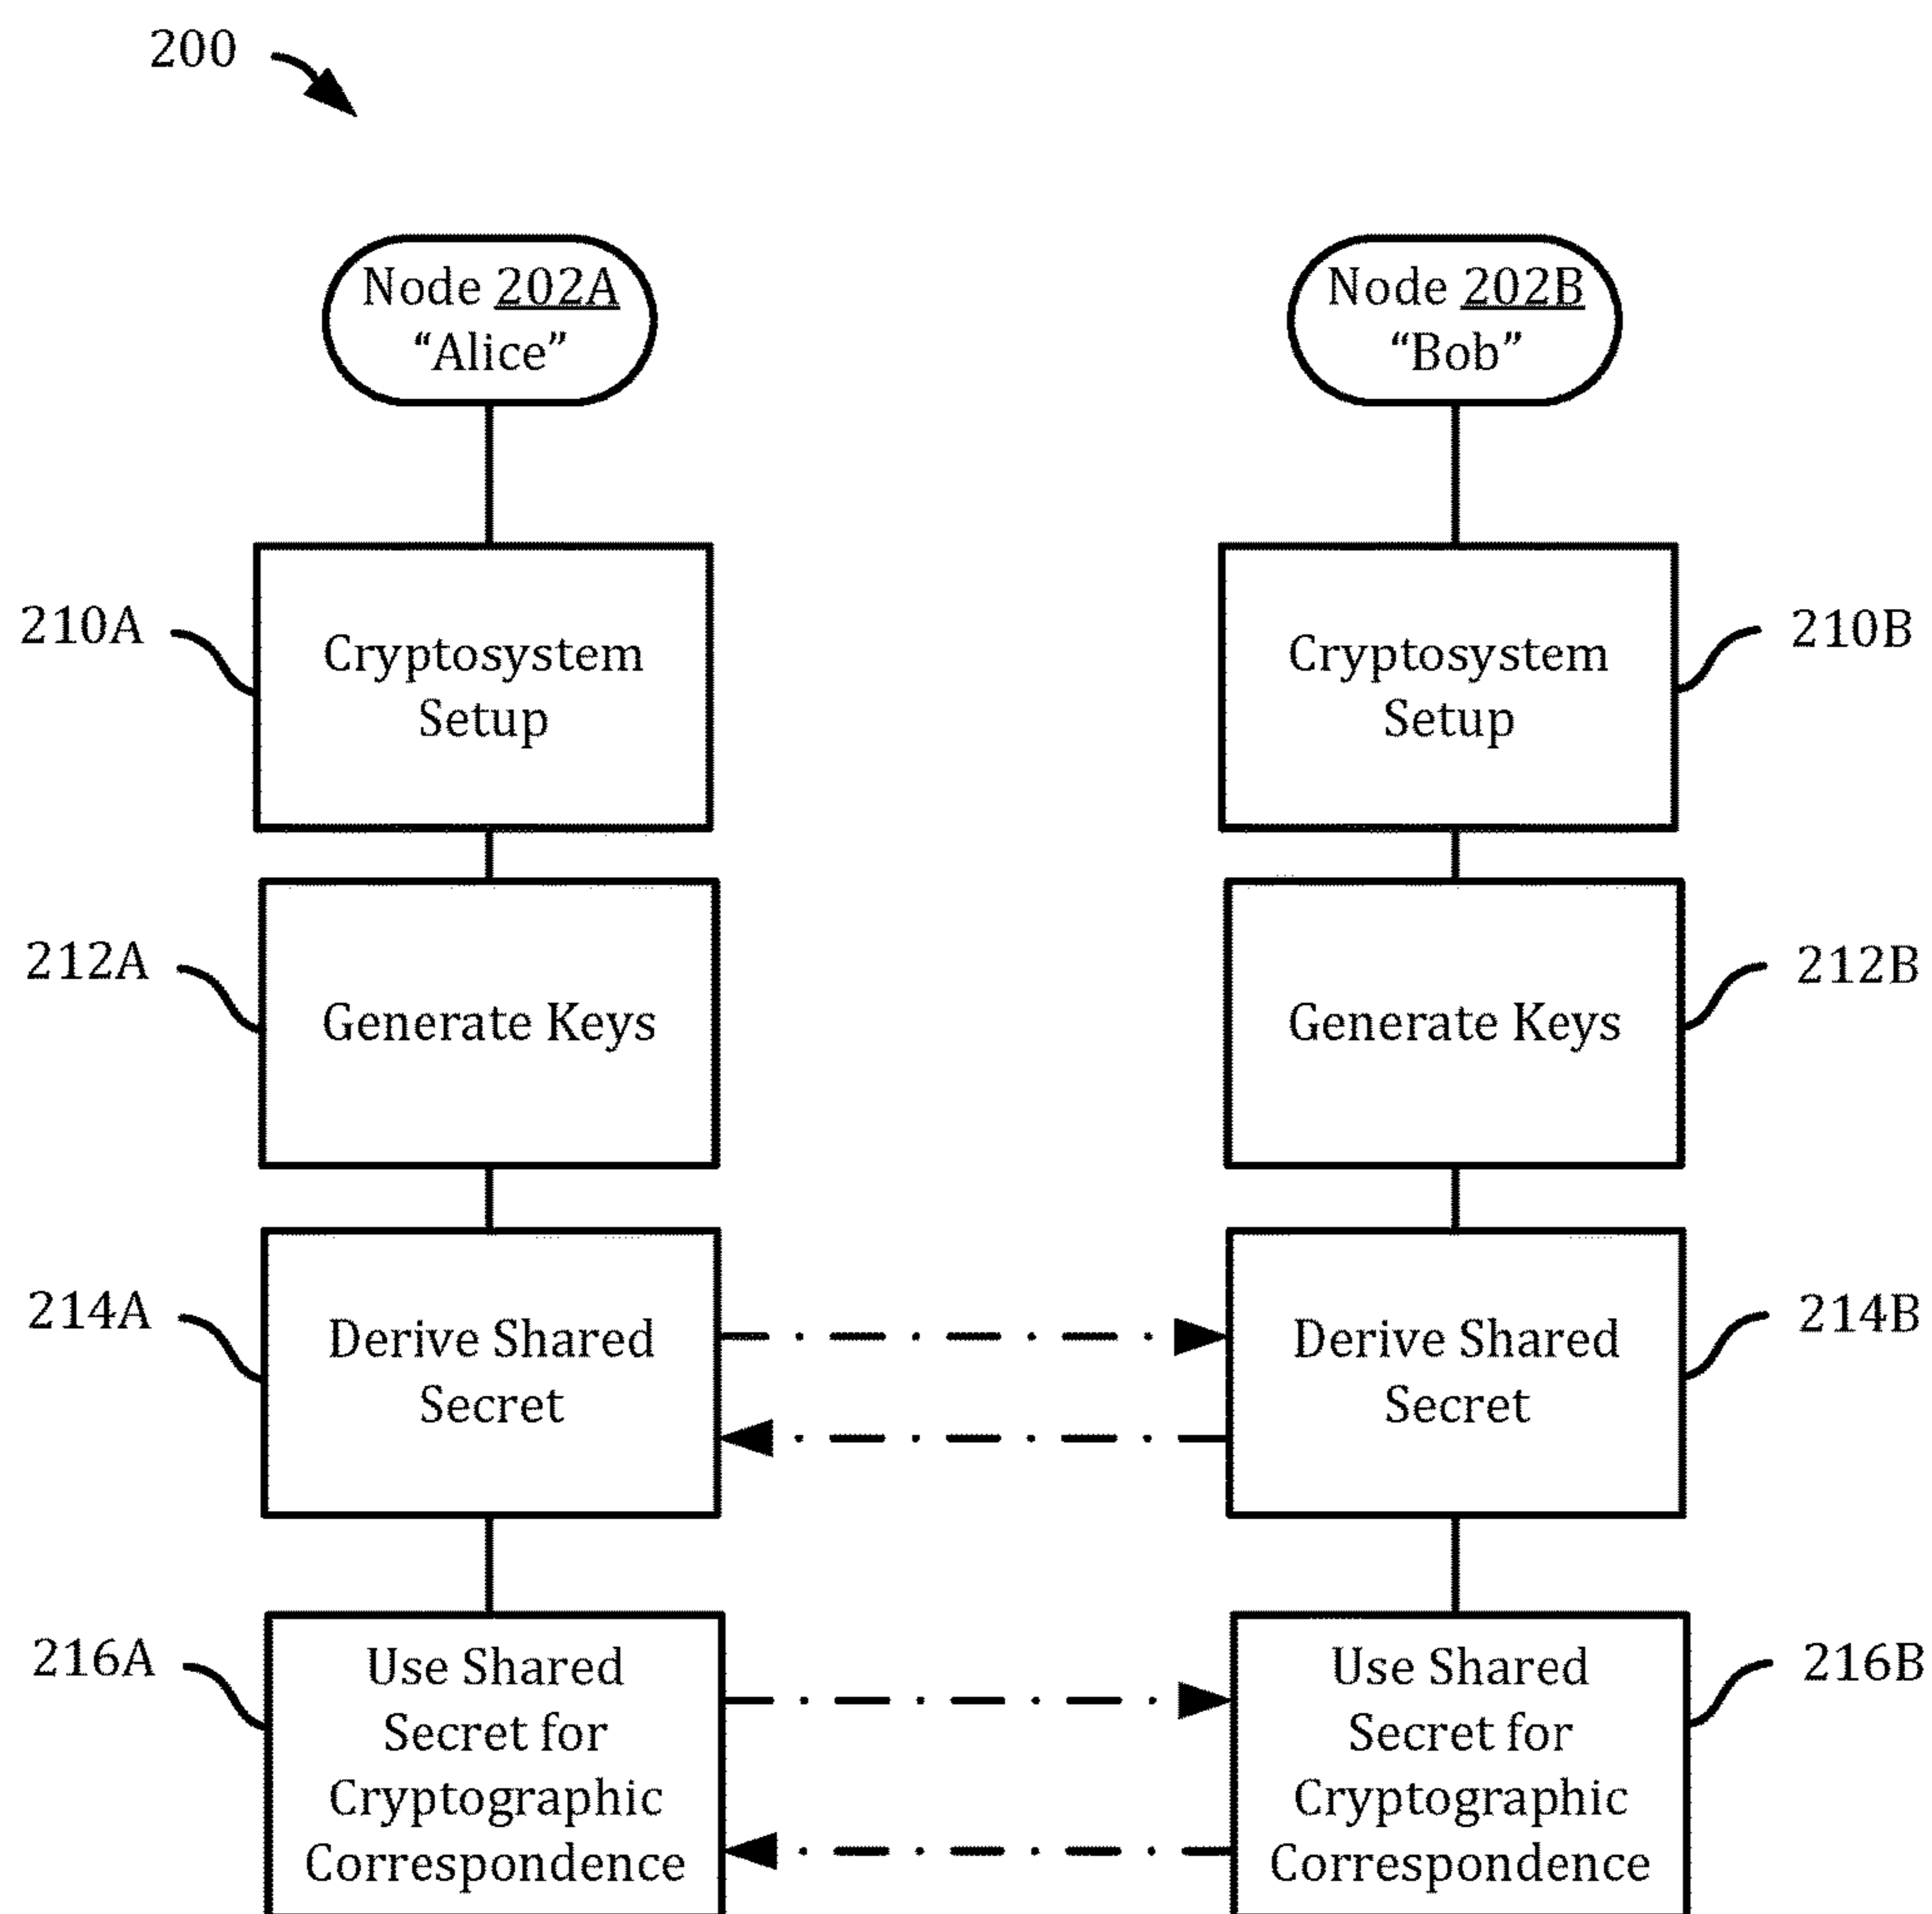 200
Node 202A
“Alice”
Node 202B
“Bob”
210A
Cryptosystem
Setup
Cryptosystem
Setup
210B
212A
Generate Keys
Generate Keys
212B
214A
Derive Shared
Secret
Derive Shared
Secret
214B
216A
Use Shared
Secret for
Cryptographic
Correspondence
Use Shared
Secret for
Cryptographic
Correspondence
216B